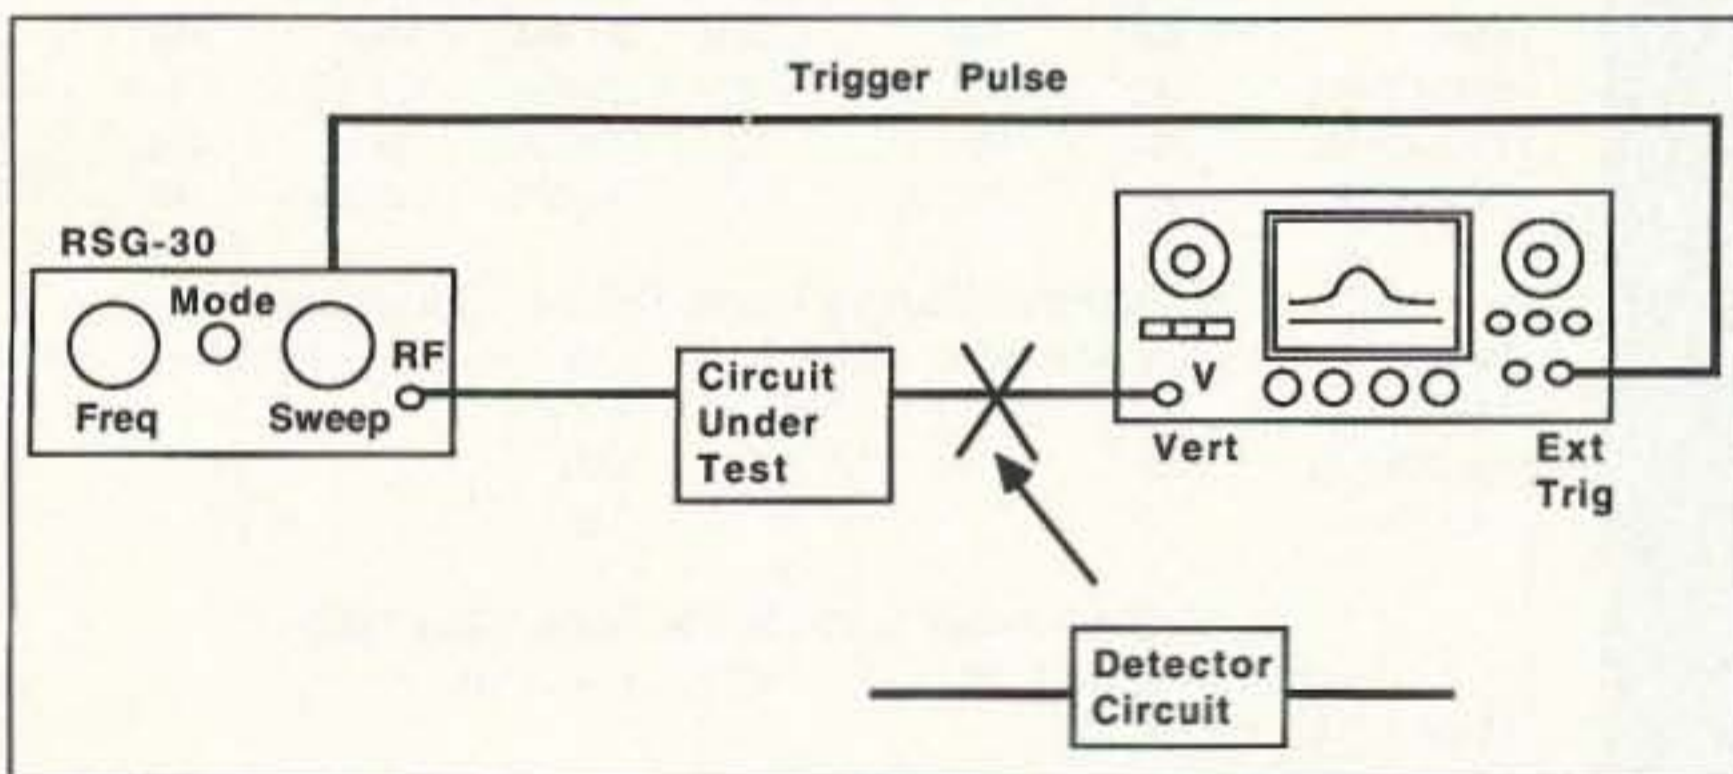 Trigger Pulse
RSG-30
Mode
RF
Freq
Sweep
Circuit
Under
Test
V
Vert
Ext
Trig
Detector
Circuit